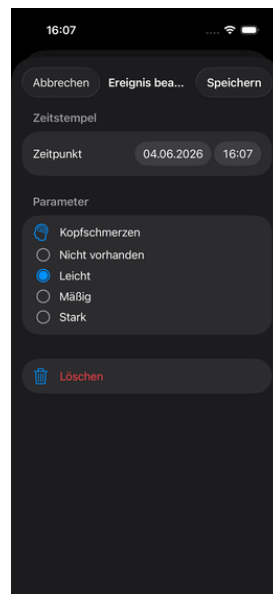 16:07
Abbrechen Ereignis bea... Speichern
Zeitstempel
Zeitpunkt 04.06.2026 16:07
Parameter
Kopfschmerzen
Nicht vorhanden
Leicht
Mäßig
Stark
Löschen